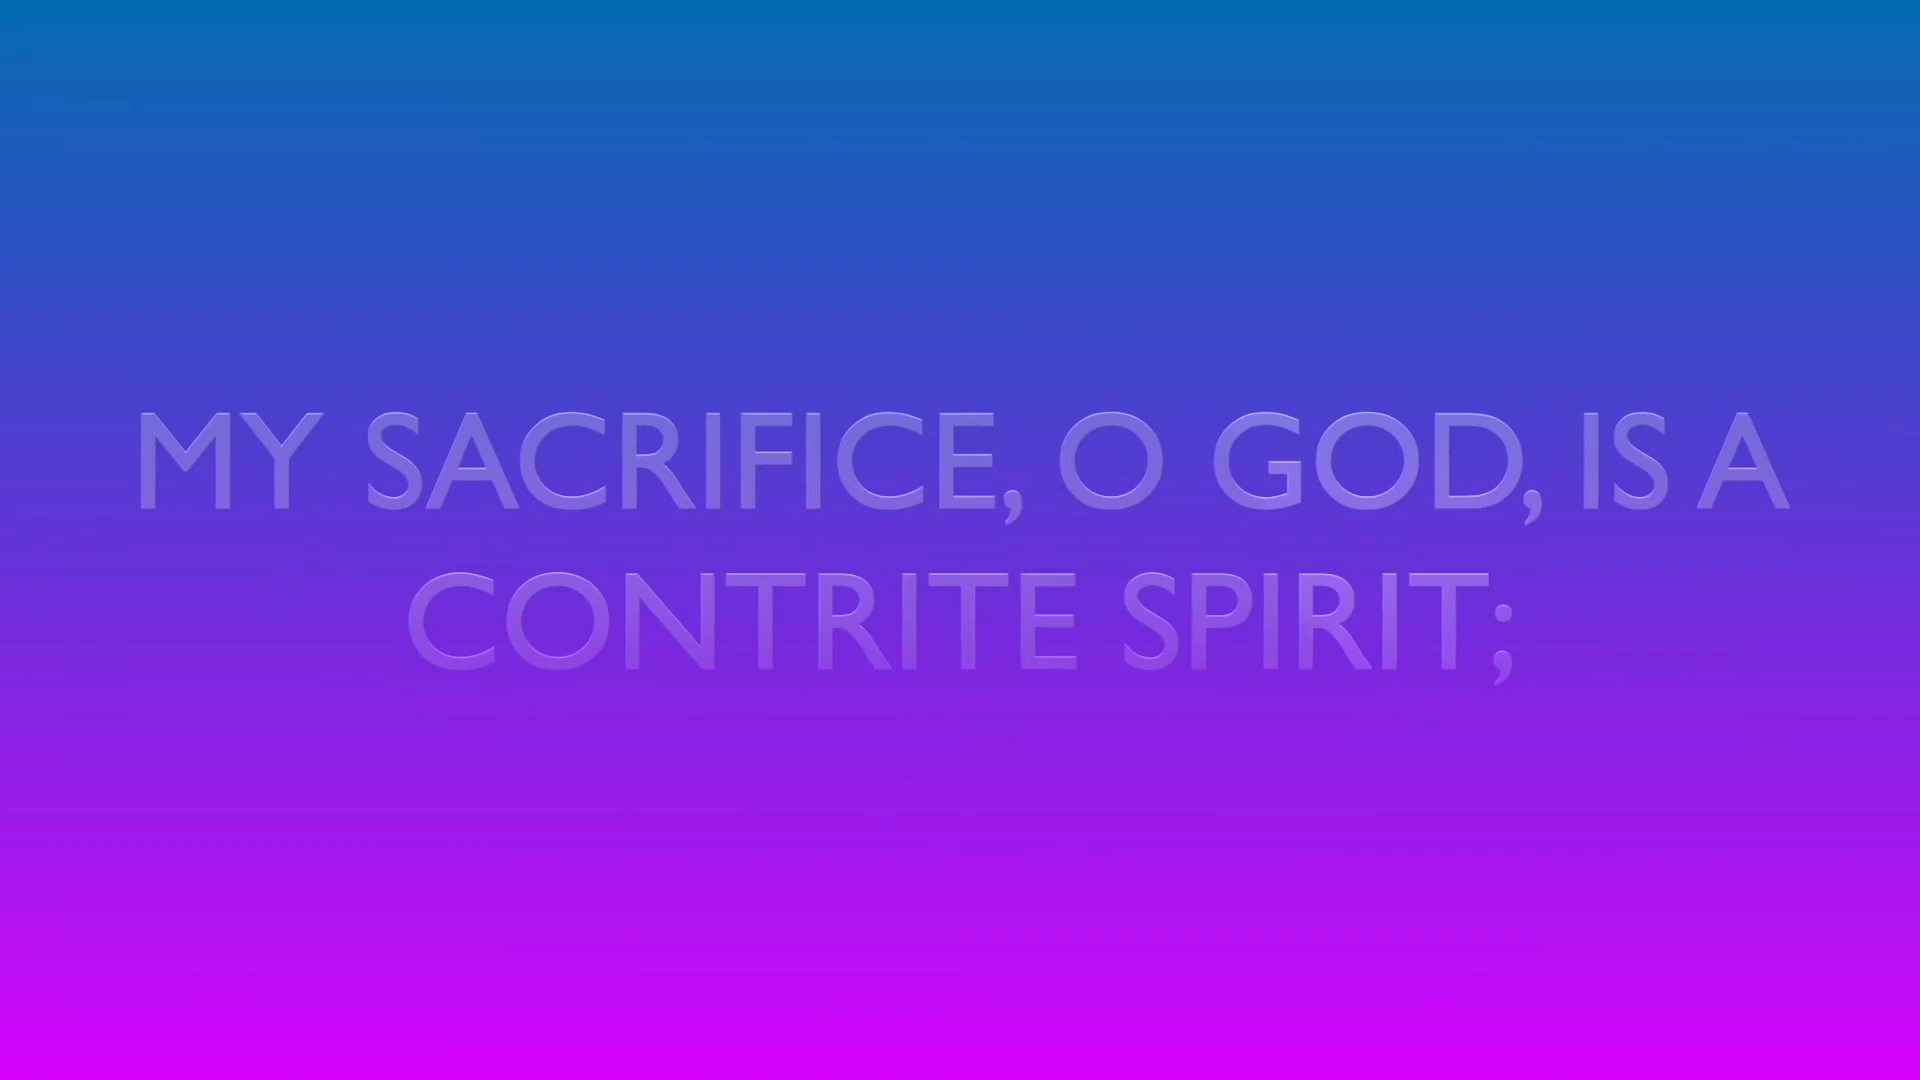 MY SACRIFICE, O GOD, IS A
CONTRITE SPIRIT;